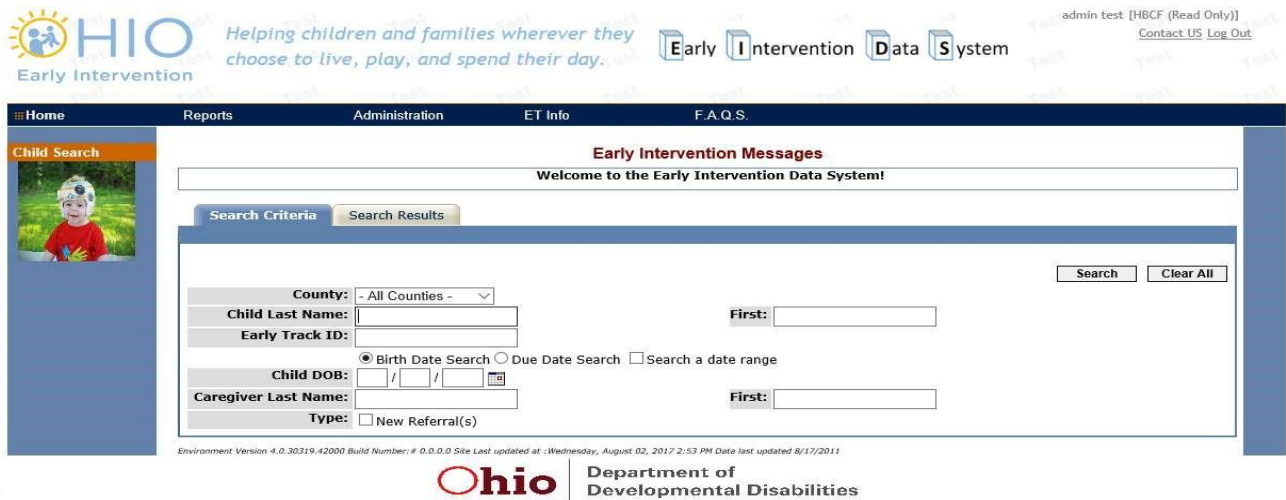 admin test [HBCF (Read Only)]
Contact US Log Out
OHIO
Early Intervention
Helping children and families wherever they
choose to live, play, and spend their day.
Early Intervention Data System
Home Reports Administration ET Info F.A.Q.S.
Child Search
Early Intervention Messages
Welcome to the Early Intervention Data System!
Search Criteria Search Results
Search Clear All
County: - All Counties -
Child Last Name: First:
Early Track ID:
Birth Date Search Due Date Search Search a date range
Child DOB: / /
Caregiver Last Name: First:
Type: New Referral(s)
Environment Version 4.0.30319.42000 Build Number: # 0.0.0.0 Site Last updated at :Wednesday, August 02, 2017 2:53 PM Data last updated 8/17/2011
Ohio
Department of
Developmental Disabilities